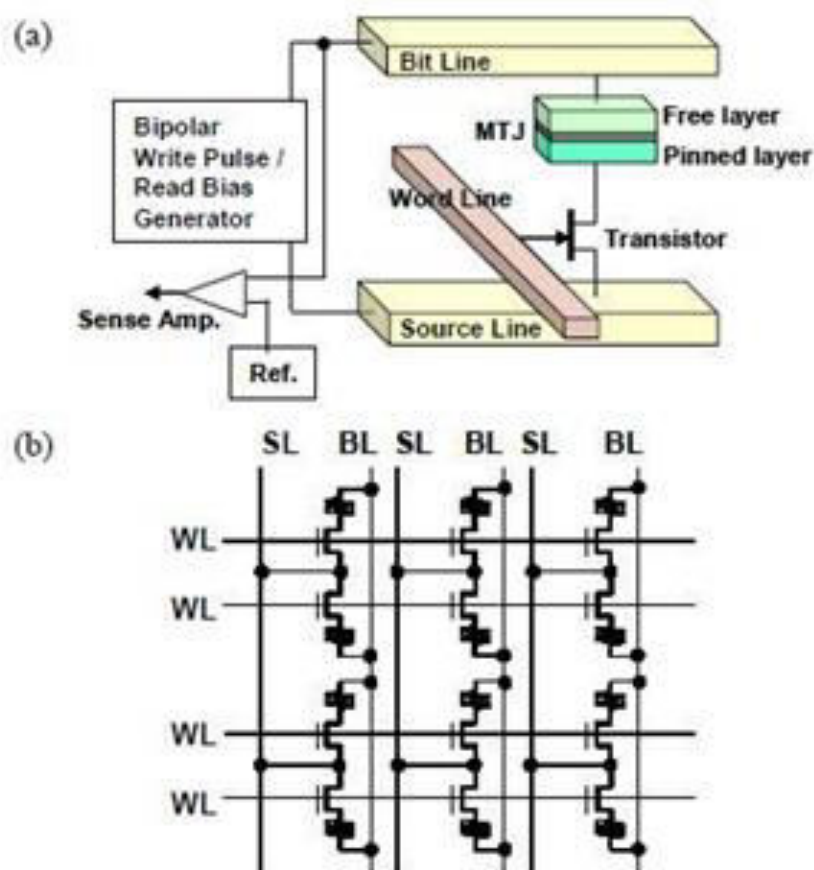 (a)
Bit Line
Bipolar
Write Pulse /
Read Bias
Generator
MTJ
Free layer
Pinned layer
Word Line
Transistor
Sense Amp.
Source Line
Ref.
(b)
SL BL SL BL SL BL
WL
WL
WL
WL